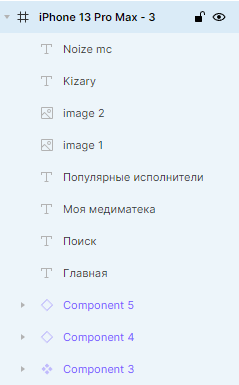 iPhone 13 Pro Max - 3
Noize mc
Kizary
image 2
image 1
Популярные исполнители
Моя медиматека
Поиск
Главная
Component 5
Component 4
Component 3